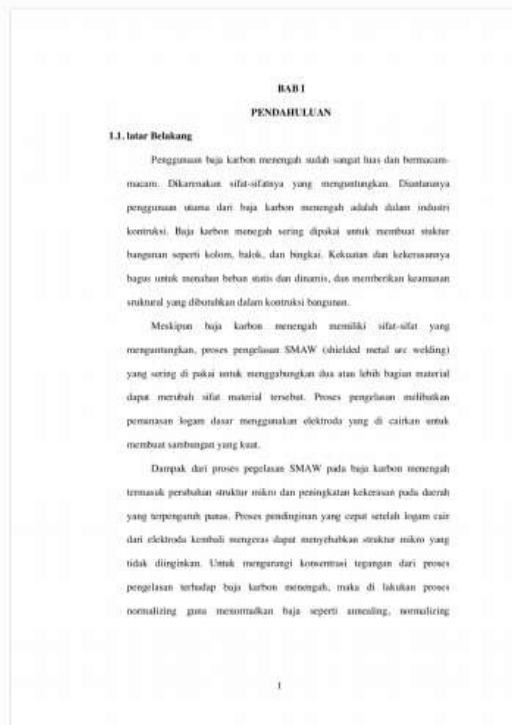 BAB I
PENDAHULUAN
1.1. latar Belakang
Penggunaan baja karbon menengah sudah sangat luas dan bermacam-
macam. Dikarenakan sifat-sifatnya yang menguntungkan. Diantaranya
penggunaan utama dari baja karbon menengah adalah dalam industri
kontruksi. Baja karbon menegah sering dipakai untuk membuat stuktur
bangunan seperti kolom, balok, dan bingkai. Kekuatan dan kekerasannya
bagus untuk menahan beban statis dan dinamis, dan memberikan keamanan
sruktural yang dibutuhkan dalam kontruksi bangunan.
Meskipun baja karbon menengah memiliki sifat-sifat yang
menguntungkan, proses pengelasan SMAW (shielded metal arc welding)
yang sering di pakai untuk menggabungkan dua atau lebih bagian material
dapat merubah sifat material tersebut. Proses pengelasan melibatkan
pemanasan logam dasar menggunakan elektroda yang di cairkan untuk
membuat sambungan yang kuat.
Dampak dari proses pegelasan SMAW pada baja karbon menengah
termasuk perubahan struktur mikro dan peningkatan kekerasan pada daerah
yang terpengaruh panas. Proses pendinginan yang cepat setelah logam cair
dari elektroda kembali mengeras dapat menyebabkan struktur mikro yang
tidak diinginkan. Untuk mengurangi konsentrasi tegangan dari proses
pengelasan terhadap baja karbon menengah, maka di lakukan proses
normalizing guna menormalkan baja seperti annealing, normalizing
1